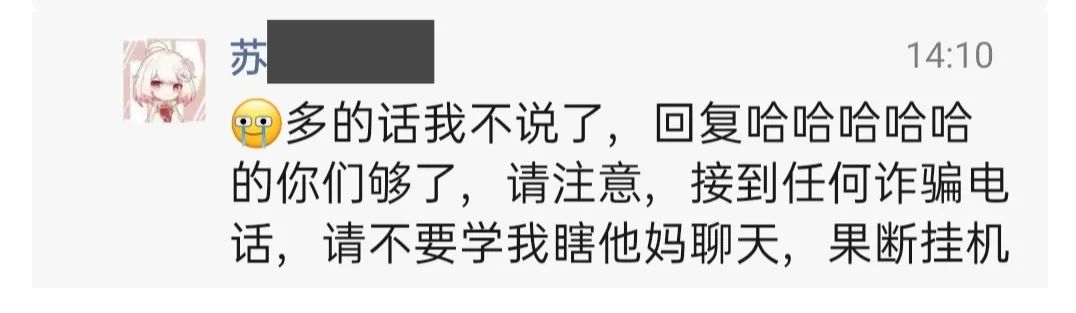 苏
14:10
😭多的话我不说了，回复哈哈哈哈哈
的你们够了，请注意，接到任何诈骗电
话，请不要学我瞎他妈聊天，果断挂机